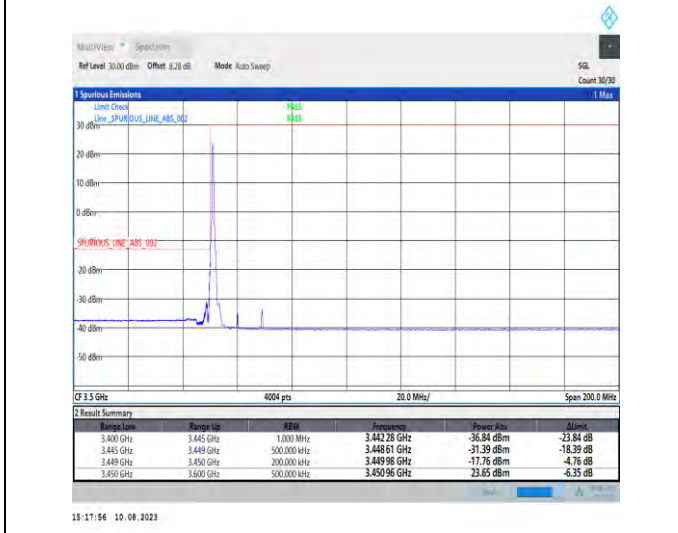 MultiView Spectrum
Ref Level 30.00 dBm Offset 8.28 dB Mode Auto Sweep SGL
Count 30/30
1 Spurious Emissions 1 Max
Limit Check PASS
Line _SPURIOUS_LINE_ABS_002 PASS
30 dBm
20 dBm
10 dBm
0 dBm
_SPURIOUS_LINE_ABS_002
-20 dBm
-30 dBm
-40 dBm
-50 dBm
CF 3.5 GHz 4004 pts 20.0 MHz/ Span 200.0 MHz
2 Result Summary
Range Low Range Up RBW Frequency Power Abs ΔLimit
3.400 GHz 3.445 GHz 1.000 MHz 3.442 28 GHz -36.84 dBm -23.84 dB
3.445 GHz 3.449 GHz 500.000 kHz 3.448 61 GHz -31.39 dBm -18.39 dB
3.449 GHz 3.450 GHz 200.000 kHz 3.449 98 GHz -17.76 dBm -4.76 dB
3.450 GHz 3.600 GHz 500.000 kHz 3.450 96 GHz 23.65 dBm -6.35 dB
15:17:56 10.08.2023